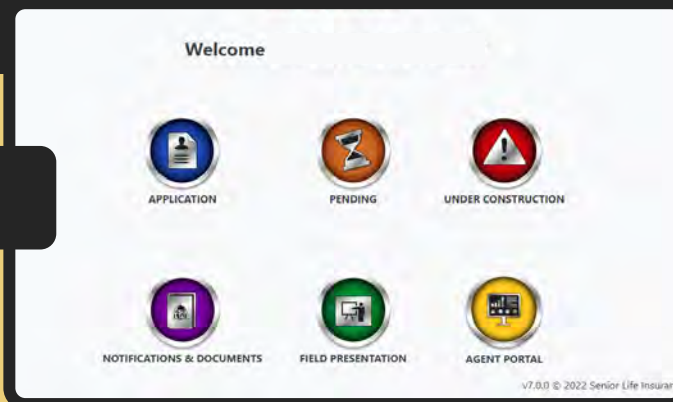 Welcome
APPLICATION
PENDING
UNDER CONSTRUCTION
NOTIFICATIONS & DOCUMENTS
FIELD PRESENTATION
AGENT PORTAL
v7.0.0 © 2022 Senior Life Insuran